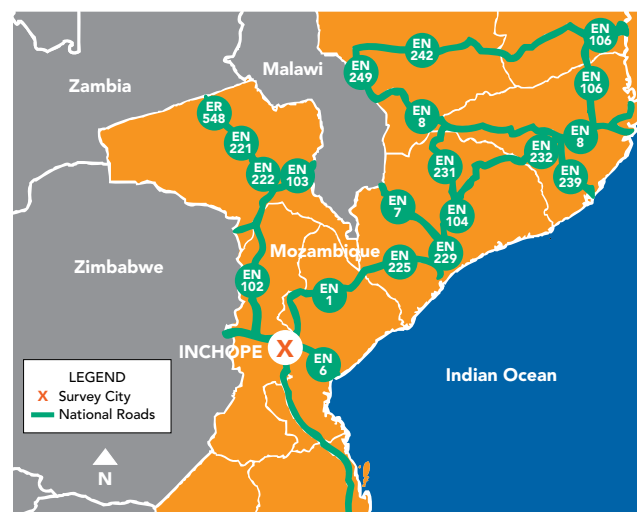 EN
106
EN
242
EN
249
Malawi
Zambia
EN
106
ER
548
EN
8
EN
8
EN
221
EN
232
EN
222
EN
103
EN
231
EN
239
EN
7
EN
104
Mozambique
EN
229
Zimbabwe
EN
225
EN
102
EN
1
INCHOPE
X
EN
6
Indian Ocean
LEGEND
X Survey City
National Roads
N